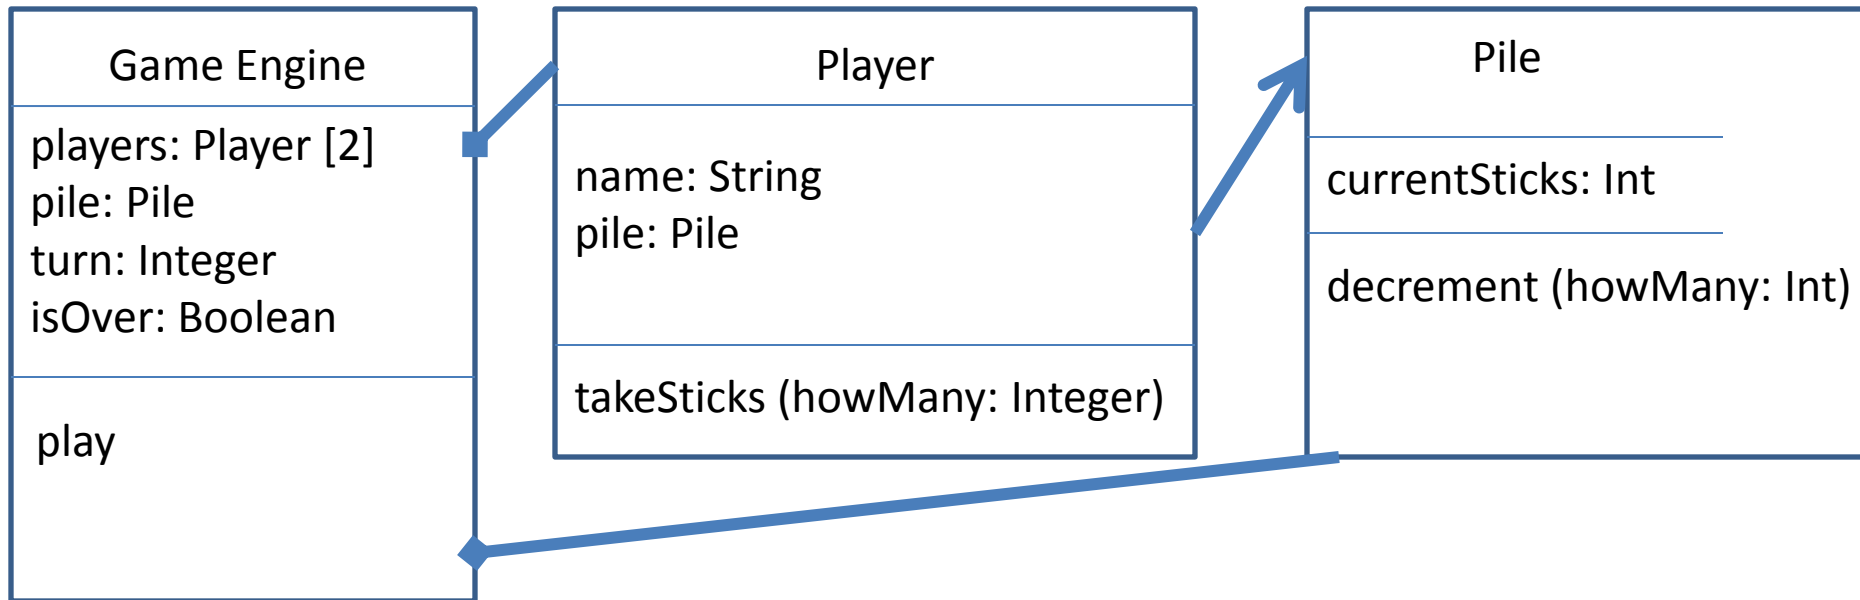 Game Engine
players: Player [2]
pile: Pile
turn: Integer
isOver: Boolean
play
Player
name: String
pile: Pile
takeSticks (howMany: Integer)
Pile
currentSticks: Int
decrement (howMany: Int)